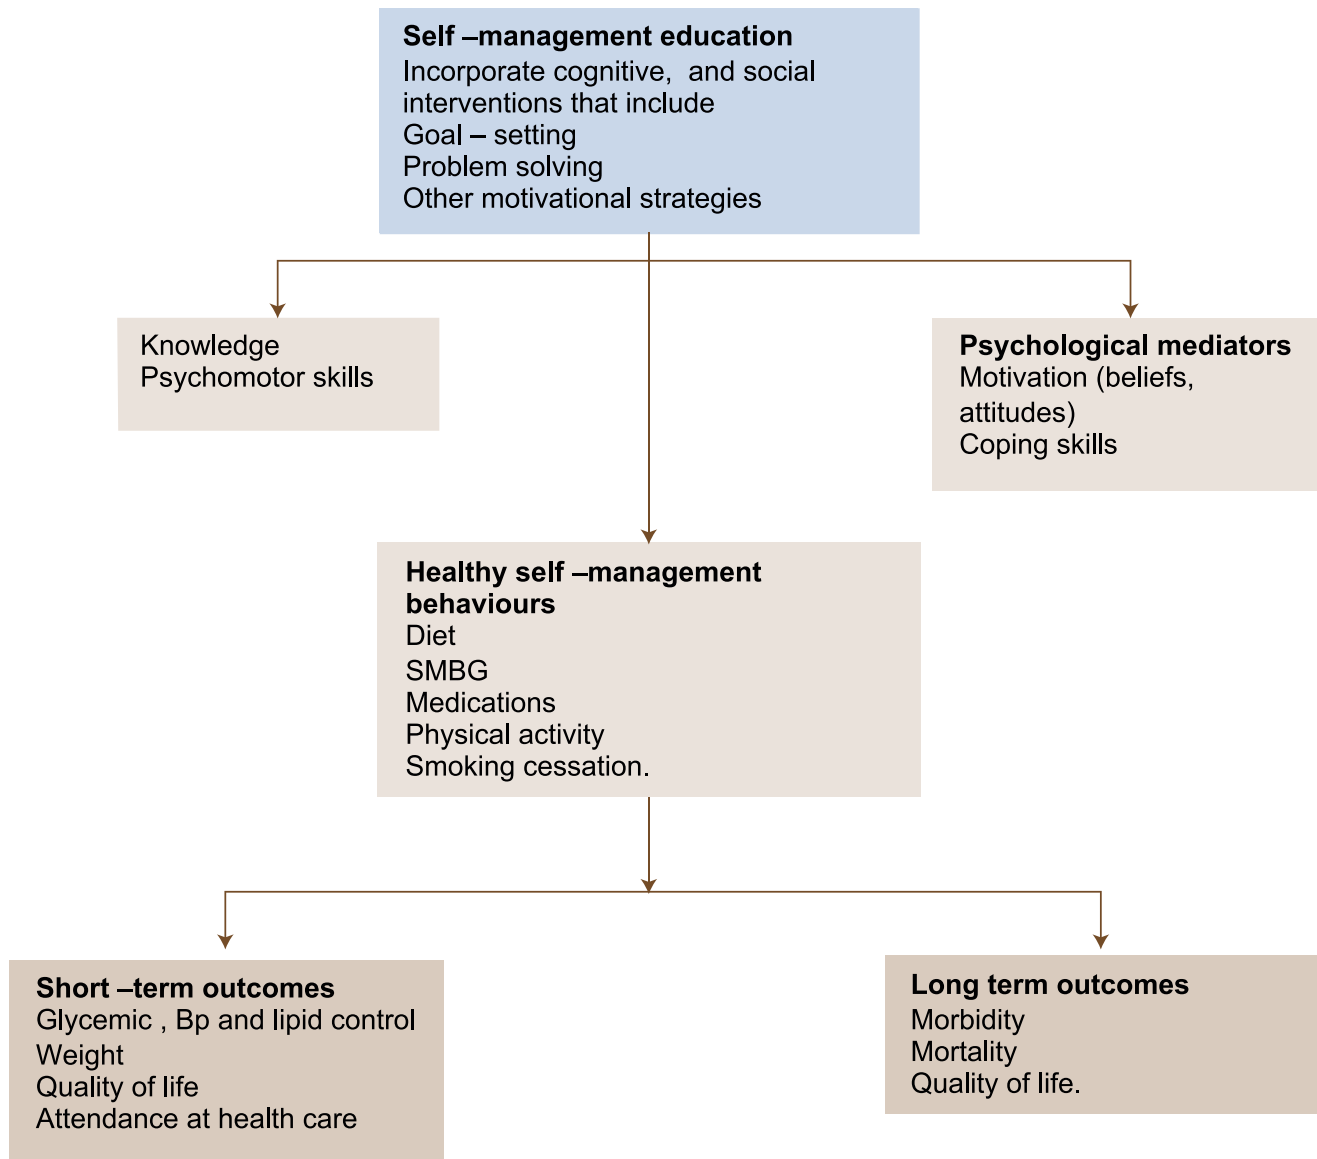 Self –management education
Incorporate cognitive,  and social
interventions that include
Goal – setting
Problem solving
Other motivational strategies
Knowledge
Psychomotor skills
Psychological mediators
Motivation (beliefs,
attitudes)
Coping skills
Healthy self –management
behaviours
Diet
SMBG
Medications
Physical activity
Smoking cessation.
Short –term outcomes
Glycemic , Bp and lipid control
Weight
Quality of life
Attendance at health care
Long term outcomes
Morbidity
Mortality
Quality of life.